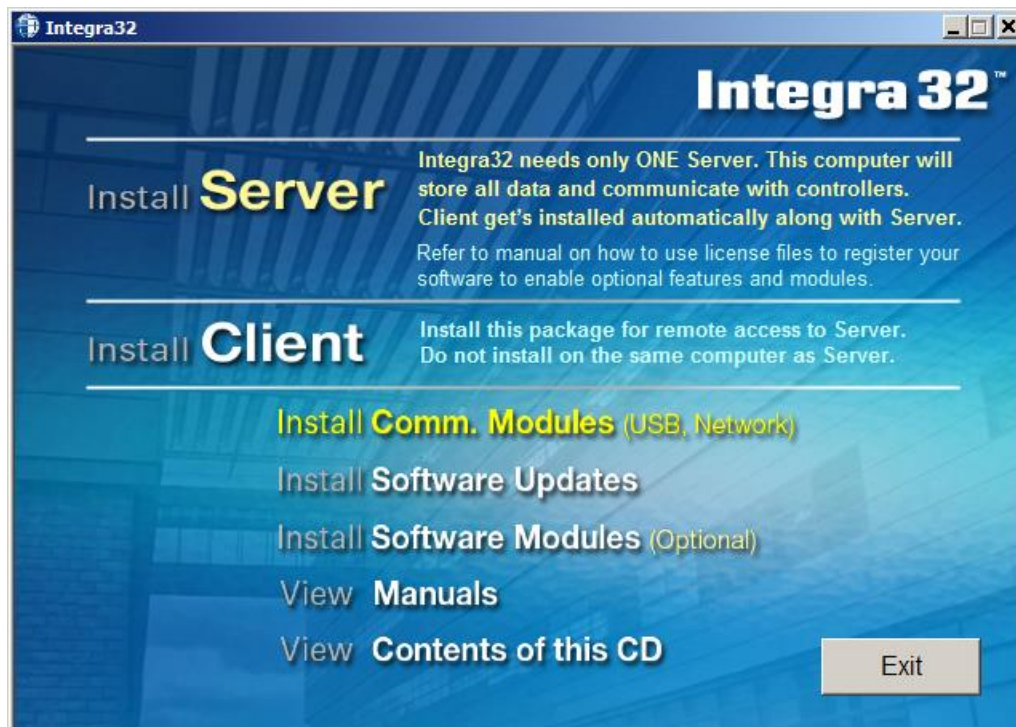 Integra32
Integra 32™
Install Server
Integra32 needs only ONE Server. This computer will
store all data and communicate with controllers.
Client get's installed automatically along with Server.
Refer to manual on how to use license files to register your
software to enable optional features and modules.
Install Client
Install this package for remote access to Server.
Do not install on the same computer as Server.
Install Comm. Modules (USB, Network)
Install Software Updates
Install Software Modules (Optional)
View Manuals
View Contents of this CD
Exit